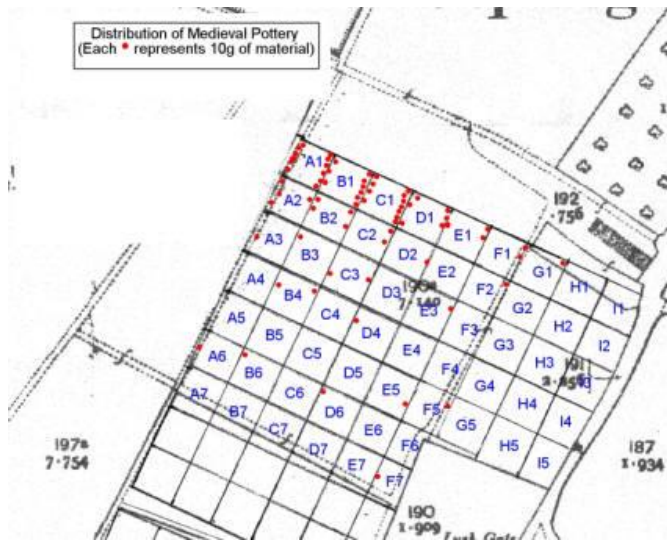 Distribution of Medieval Pottery
(Each • represents 10g of material)
A1 B1 C1 D1 E1 F1 G1 H1 I1
A2 B2 C2 D2 E2 F2 G2 H2 I2
A3 B3 C3 D3 E3 F3 G3 H3
A4 B4 C4 D4 E4 F4 G4 H4 I4
A5 B5 C5 D5 E5 F5 G5 H5 I5
A6 B6 C6 D6 E6 F6
A7 B7 C7 D7 E7 F7
192
.756
7.140
191
197a
7.754
187
1.934
190
1.909
Lych Gate